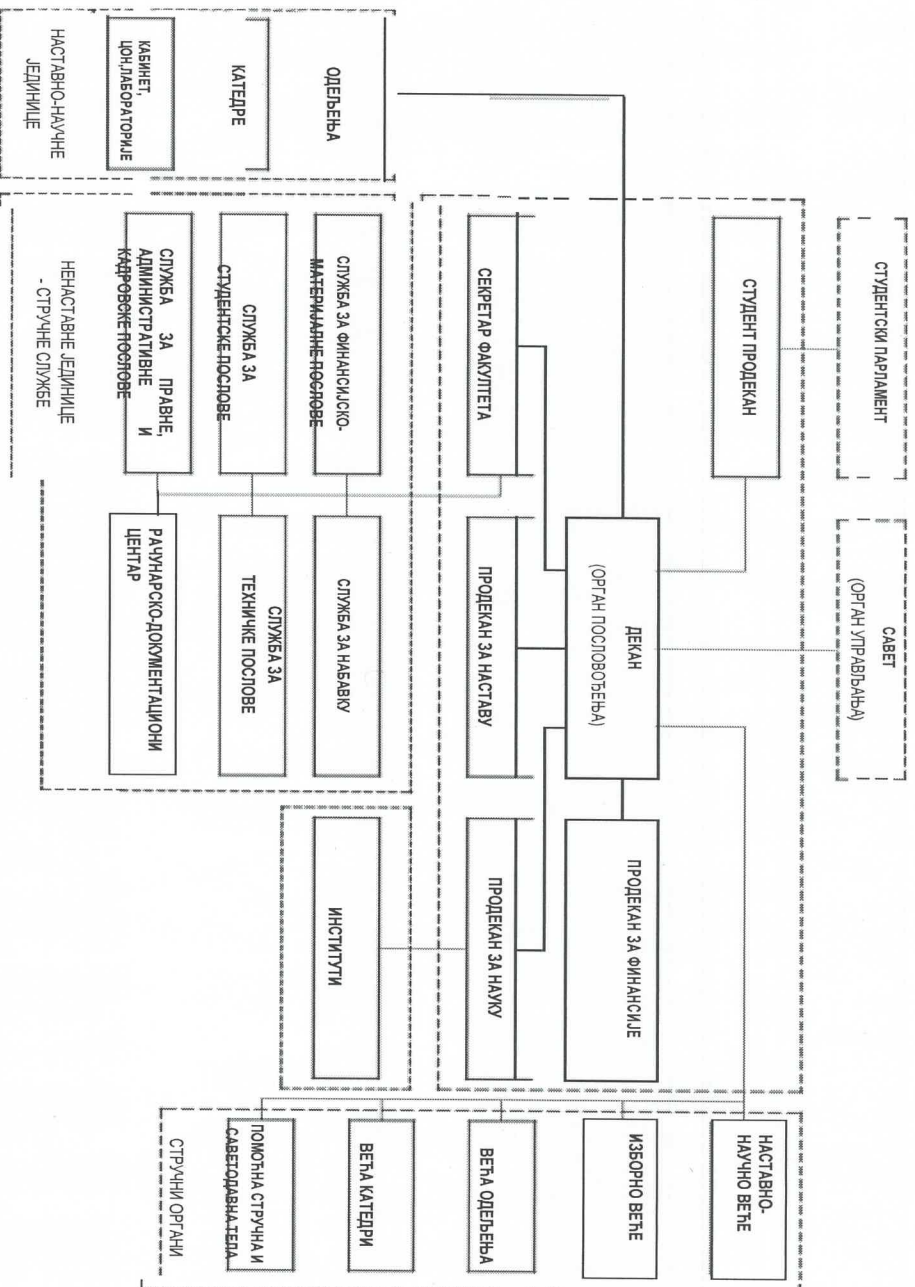 СТУДЕНТСКИ ПАРЛАМЕНТ
САВЕТ
(ОРГАН УПРАВЉАЊА)
СТУДЕНТ ПРОДЕКАН
ДЕКАН
(ОРГАН ПОСЛОВОЂЕЊА)
ПРОДЕКАН ЗА ФИНАНСИЈЕ
СЕКРЕТАР ФАКУЛТЕТА
ПРОДЕКАН ЗА НАСТАВУ
ПРОДЕКАН ЗА НАУКУ
НАСТАВНО-
НАУЧНО ВЕЋЕ
ИЗБОРНО ВЕЋЕ
ВЕЋА ОДЕЉЕЊА
ВЕЋА КАТЕДРИ
ПОМОЋНА СТРУЧНА И
САВЕТОДАВНА ТЕЛА
СТРУЧНИ ОРГАНИ
ОДЕЉЕЊА
КАТЕДРЕ
КАБИНЕТ,
ЦОН,ЛАБОРАТОРИЈЕ
НАСТАВНО-НАУЧНЕ
ЈЕДИНИЦЕ
СЛУЖБА ЗА ФИНАНСИЈСКО-
МАТЕРИЈАЛНЕ ПОСЛОВЕ
СЛУЖБА ЗА НАБАВКУ
ИНСТИТУТИ
СЛУЖБА ЗА
СТУДЕНТСКЕ ПОСЛОВЕ
СЛУЖБА ЗА
ТЕХНИЧКЕ ПОСЛОВЕ
СЛУЖБА ЗА ПРАВНЕ,
АДМИНИСТРАТИВНЕ И
КАДРОВСКЕ ПОСЛОВЕ
РАЧУНАРСКО-ДОКУМЕНТАЦИОНИ
ЦЕНТАР
НЕНАСТАВНЕ ЈЕДИНИЦЕ
- СТРУЧНЕ СЛУЖБЕ